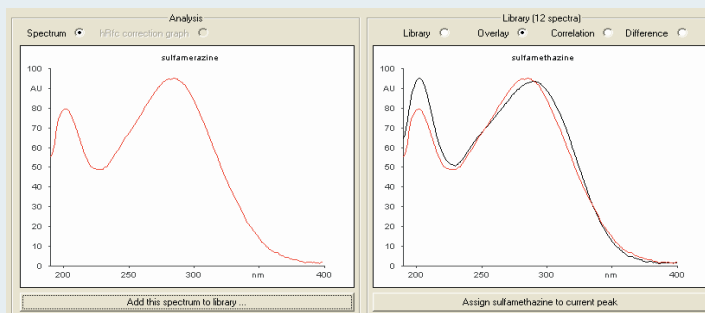 Analysis
Spectrum hRfc correction graph
sulfamerazine
100
AU
80
70
60
50
40
30
20
10
0
200 250 300 nm 400
Add this spectrum to library ...
Library (12 spectra)
Library Overlay Correlation Difference
sulfamethazine
100
AU
80
70
60
50
40
30
20
10
0
200 250 300 nm 400
Assign sulfamethazine to current peak